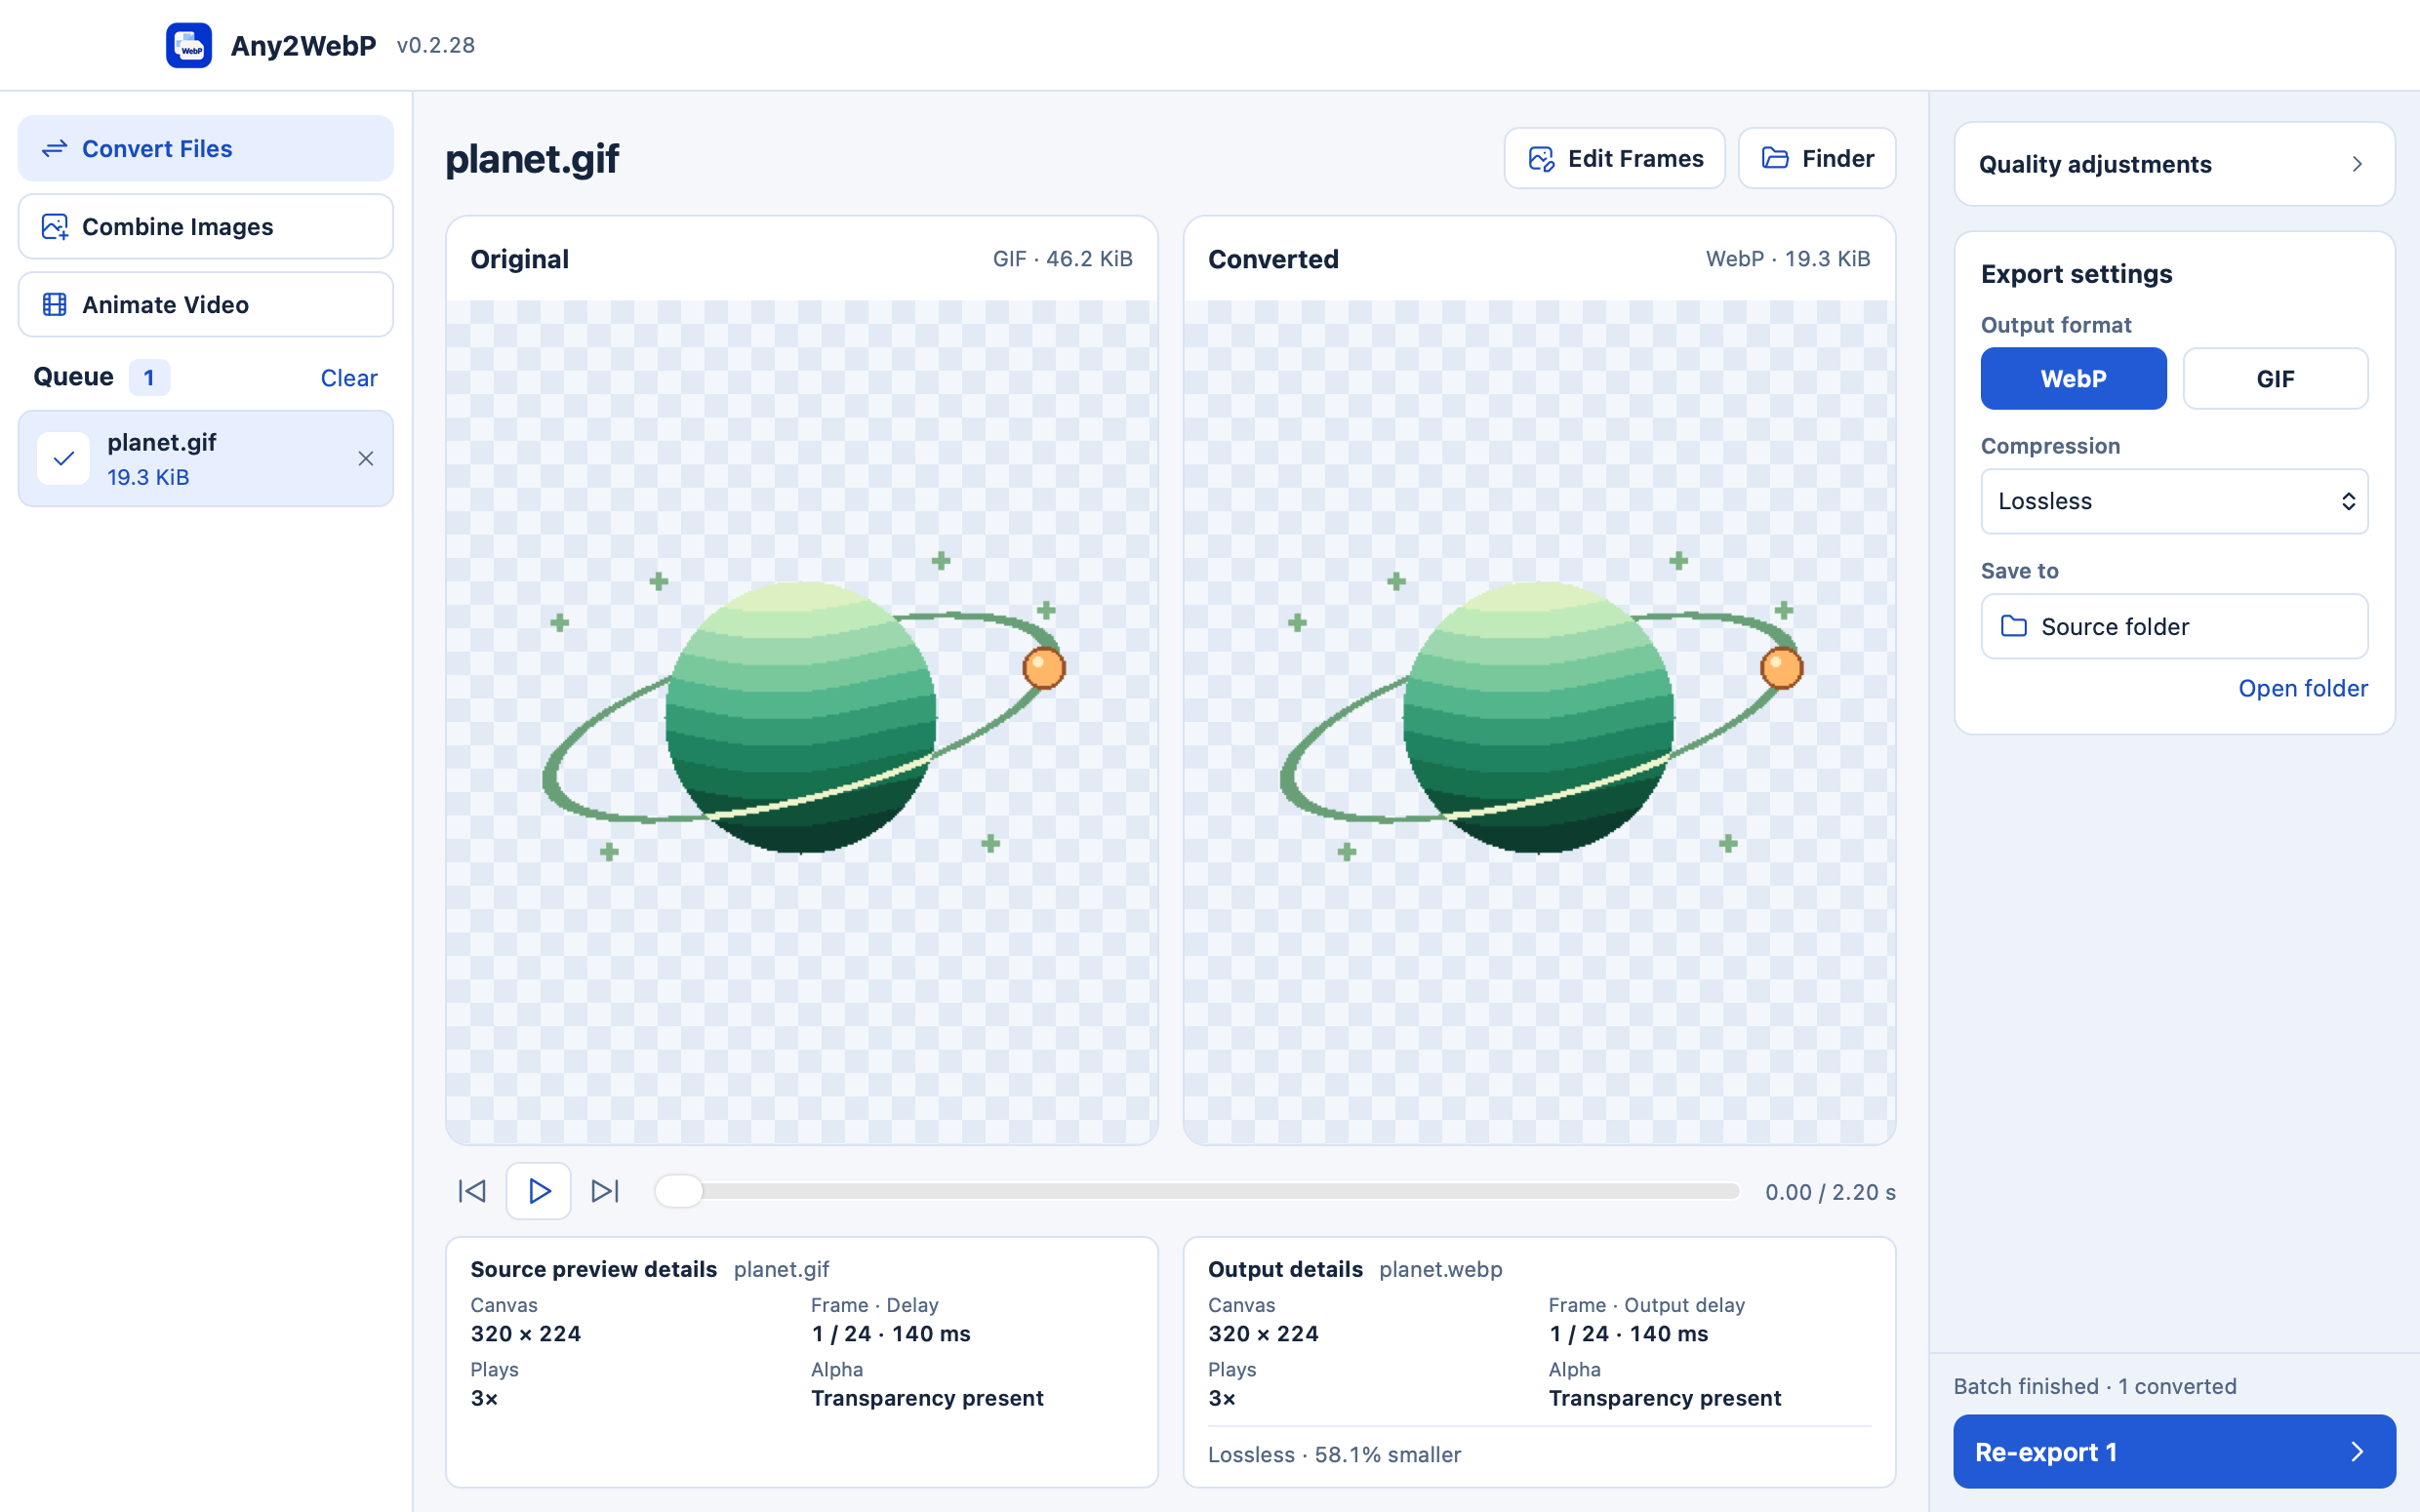 WebP
Any2WebP v0.2.28
Convert Files
Combine Images
Animate Video
Queue 1 Clear
planet.gif
19.3 KiB
planet.gif
Edit Frames
Finder
Original GIF · 46.2 KiB
Converted WebP · 19.3 KiB
0.00 / 2.20 s
Source preview details planet.gif
Canvas Frame · Delay
320 × 224 1 / 24 · 140 ms
Plays Alpha
3× Transparency present
Output details planet.webp
Canvas Frame · Output delay
320 × 224 1 / 24 · 140 ms
Plays Alpha
3× Transparency present
Lossless · 58.1% smaller
Quality adjustments
Export settings
Output format
WebP GIF
Compression
Lossless
Save to
Source folder
Open folder
Batch finished · 1 converted
Re-export 1